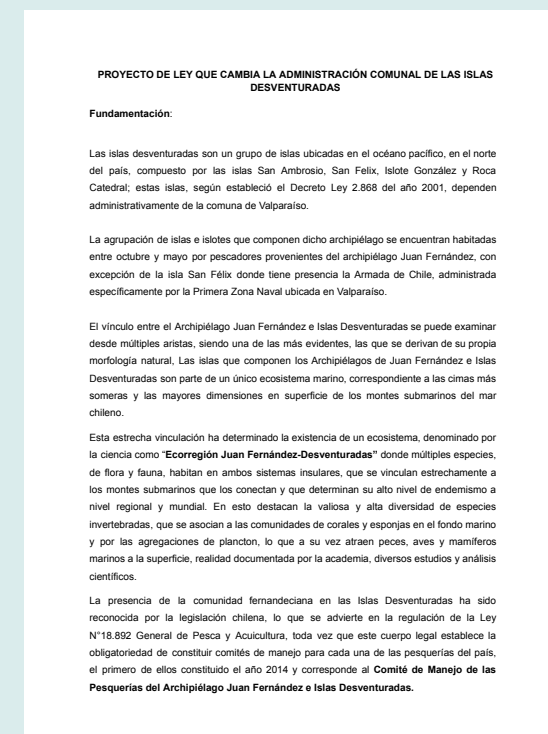 PROYECTO DE LEY QUE CAMBIA LA ADMINISTRACIÓN COMUNAL DE LAS ISLAS
DESVENTURADAS
Fundamentación:
Las islas desventuradas son un grupo de islas ubicadas en el océano pacífico, en el norte
del país, compuesto por las islas San Ambrosio, San Felix, Islote González y Roca
Catedral; estas islas, según estableció el Decreto Ley 2.868 del año 2001, dependen
administrativamente de la comuna de Valparaíso.
La agrupación de islas e islotes que componen dicho archipiélago se encuentran habitadas
entre octubre y mayo por pescadores provenientes del archipiélago Juan Fernández, con
excepción de la isla San Félix donde tiene presencia la Armada de Chile, administrada
específicamente por la Primera Zona Naval ubicada en Valparaíso.
El vínculo entre el Archipiélago Juan Fernández e Islas Desventuradas se puede examinar
desde múltiples aristas, siendo una de las más evidentes, las que se derivan de su propia
morfología natural, Las islas que componen los Archipélagos de Juan Fernández e Islas
Desventuradas son parte de un único ecosistema marino, correspondiente a las cimas más
someras y las mayores dimensiones en superficie de los montes submarinos del mar
chileno.
Esta estrecha vinculación ha determinado la existencia de un ecosistema, denominado por
la ciencia como “Ecorregión Juan Fernández-Desventuradas” donde múltiples especies,
de flora y fauna, habitan en ambos sistemas insulares, que se vinculan estrechamente a
los montes submarinos que los conectan y que determinan su alto nivel de endemismo a
nivel regional y mundial. En esto destacan la valiosa y alta diversidad de especies
invertebradas, que se asocian a las comunidades de corales y esponjas en el fondo marino
y por las agregaciones de plancton, lo que a su vez atraen peces, aves y mamíferos
marinos a la superficie, realidad documentada por la academia, diversos estudios y análisis
científicos.
La presencia de la comunidad fernandeciana en las Islas Desventuradas ha sido
reconocida por la legislación chilena, lo que se advierte en la regulación de la Ley
N°18.892 General de Pesca y Acuicultura, toda vez que este cuerpo legal establece la
obligatoriedad de constituir comités de manejo para cada una de las pesquerías del país,
el primero de ellos constituido el año 2014 y corresponde al Comité de Manejo de las
Pesquerías del Archipiélago Juan Fernández e Islas Desventuradas.